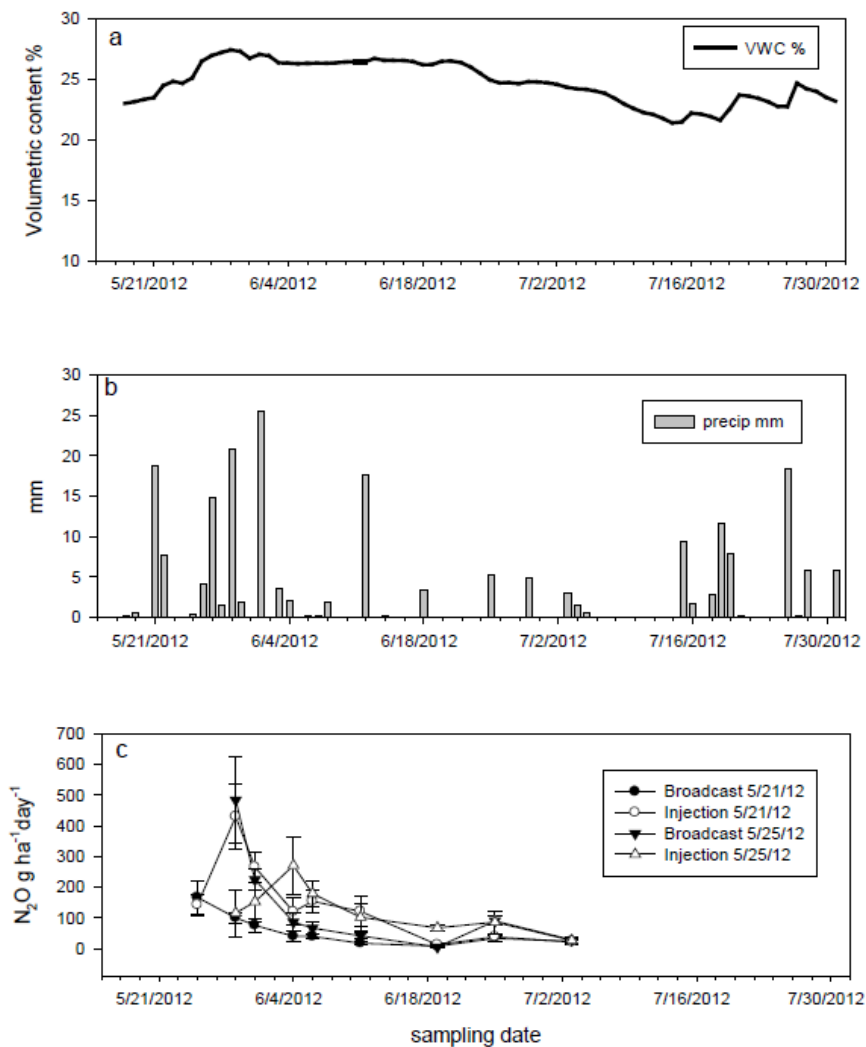 a
VWC %
Volumetric content %
30
25
20
15
10
5/21/2012 6/4/2012 6/18/2012 7/2/2012 7/16/2012 7/30/2012
b
precip mm
mm
30
25
20
15
10
5
0
5/21/2012 6/4/2012 6/18/2012 7/2/2012 7/16/2012 7/30/2012
c
Broadcast 5/21/12
Injection 5/21/12
Broadcast 5/25/12
Injection 5/25/12
N₂O g ha⁻¹day⁻¹
700
600
500
400
300
200
100
0
5/21/2012 6/4/2012 6/18/2012 7/2/2012 7/16/2012 7/30/2012
sampling date